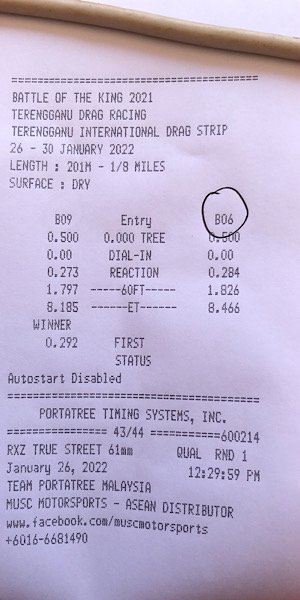 ====================================
BATTLE OF THE KING 2021
TERENGGANU DRAG RACING
TERENGGANU INTERNATIONAL DRAG STRIP
26 - 30 JANUARY 2022
LENGTH : 201M - 1/8 MILES
SURFACE : DRY
B09 Entry B06
0.500 0.000 TREE 0.500
0.00 DIAL-IN 0.00
0.273 REACTION 0.284
1.797 -----60FT----- 1.826
8.185 ------ET------ 8.466
WINNER
0.292 FIRST
STATUS
Autostart Disabled
====================================
PORTATREE TIMING SYSTEMS, INC.
=============== 43/44 ===========600214
RXZ TRUE STREET 61mm QUAL RND 1
January 26, 2022 12:29:59 PM
TEAM PORTATREE MALAYSIA
MUSC MOTORSPORTS - ASEAN DISTRIBUTOR
www.facebook.com/muscmotorsports
+6016-6681490